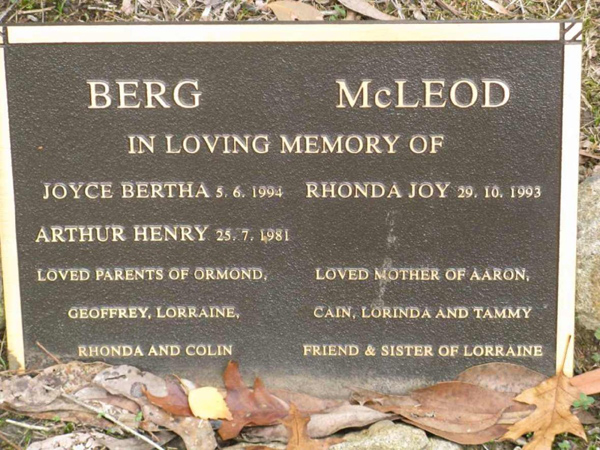 BERG McLEOD
IN LOVING MEMORY OF
JOYCE BERTHA 5. 6. 1994 RHONDA JOY 29. 10. 1993
ARTHUR HENRY 25. 7. 1981
LOVED PARENTS OF ORMOND, LOVED MOTHER OF AARON,
GEOFFREY, LORRAINE, CAIN, LORINDA AND TAMMY
RHONDA AND COLIN FRIEND & SISTER OF LORRAINE